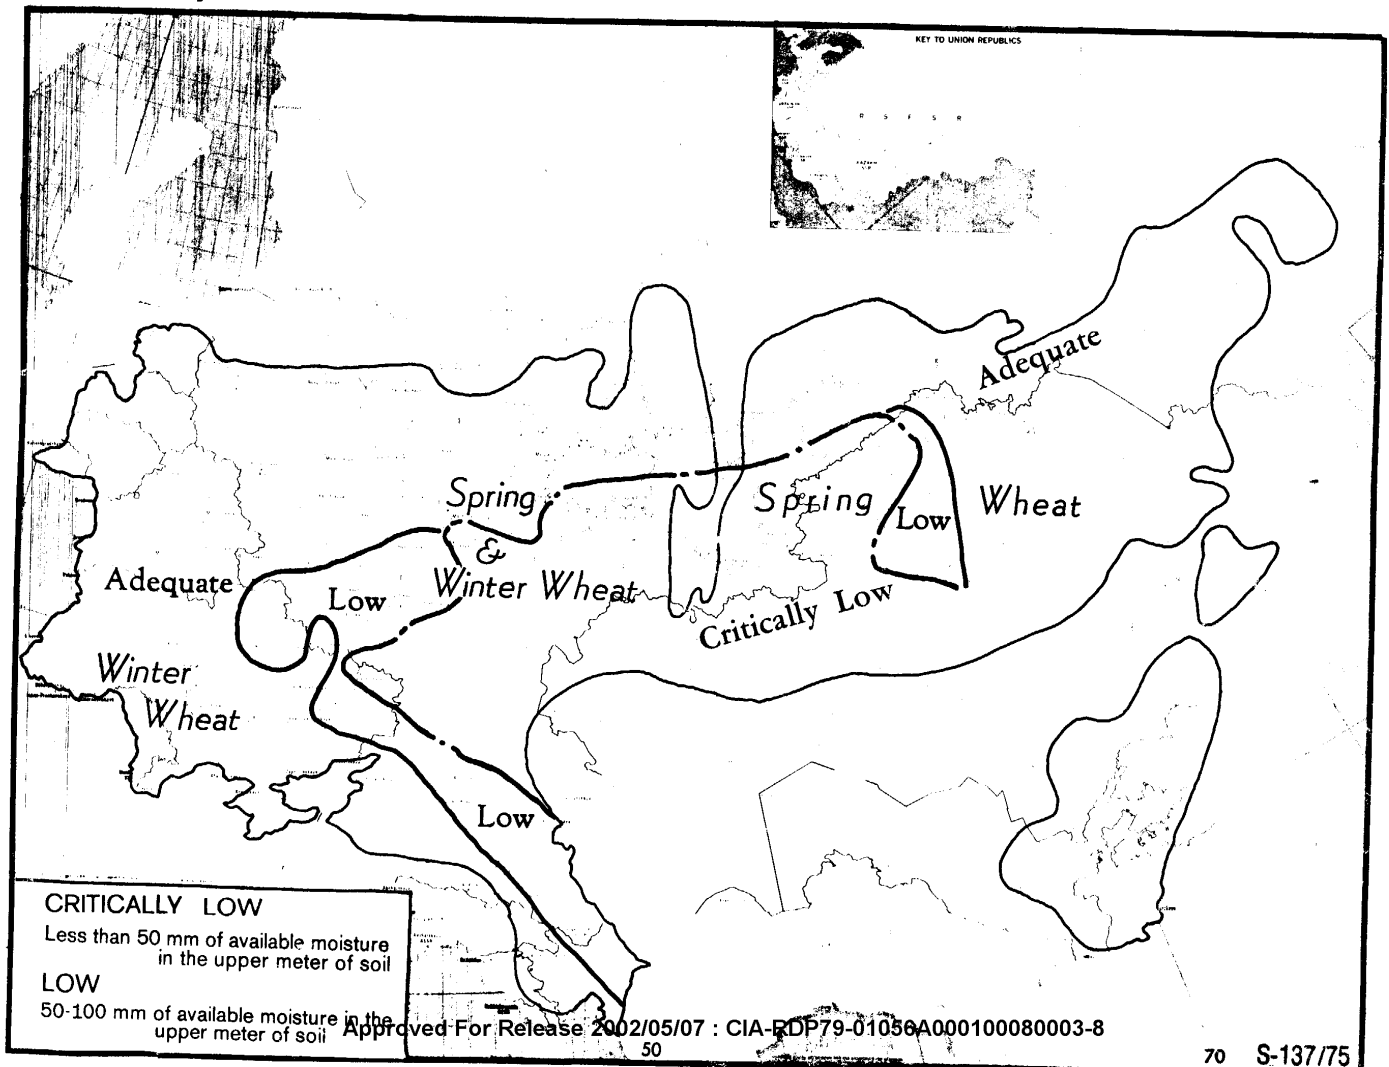 KEY TO UNION REPUBLICS
R S F S R
Adequate
Spring
&
Winter Wheat
Spring
Wheat
Low
Adequate
Low
Critically Low
Winter
Wheat
Low
CRITICALLY LOW
Less than 50 mm of available moisture
in the upper meter of soil
LOW
50-100 mm of available moisture in the
upper meter of soil
Approved For Release 2002/05/07 : CIA-RDP79-01056A000100080003-8
50
70
S-137/75